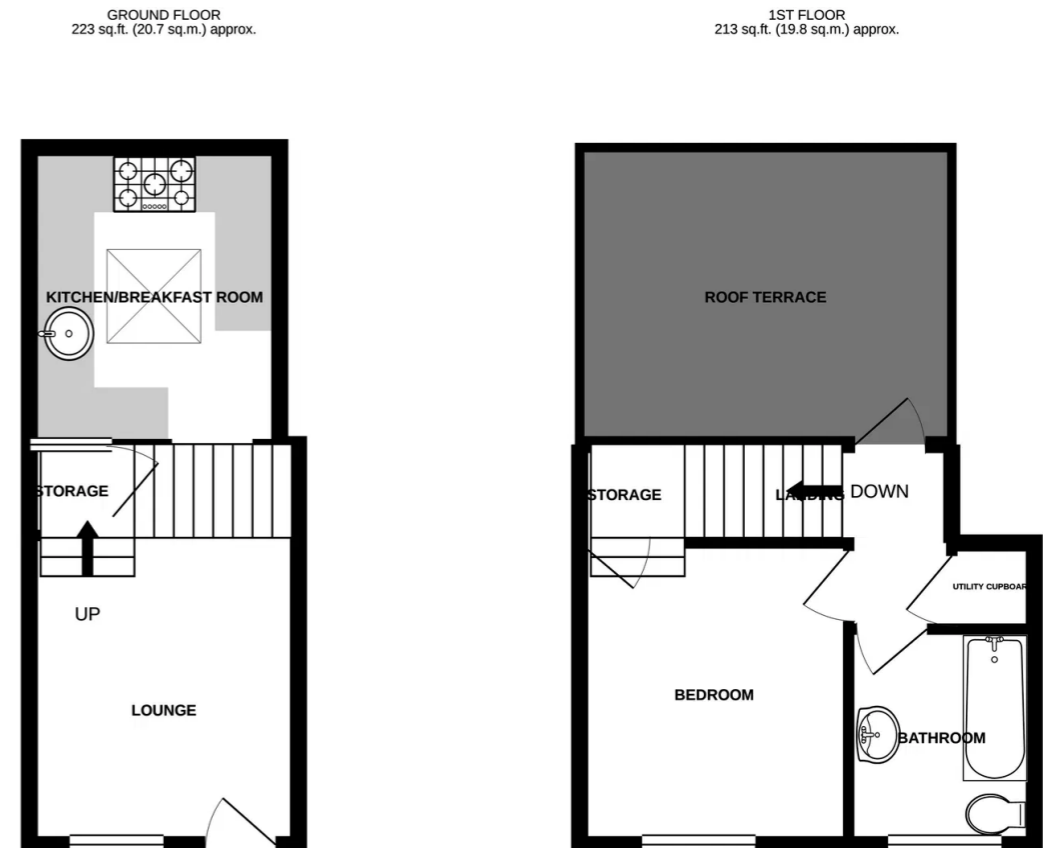 GROUND FLOOR
223 sq.ft. (20.7 sq.m.) approx.
KITCHEN/BREAKFAST ROOM
STORAGE
UP
LOUNGE
1ST FLOOR
213 sq.ft. (19.8 sq.m.) approx.
ROOF TERRACE
STORAGE
LANDING
DOWN
UTILITY CUPBOAR
BEDROOM
BATHROOM